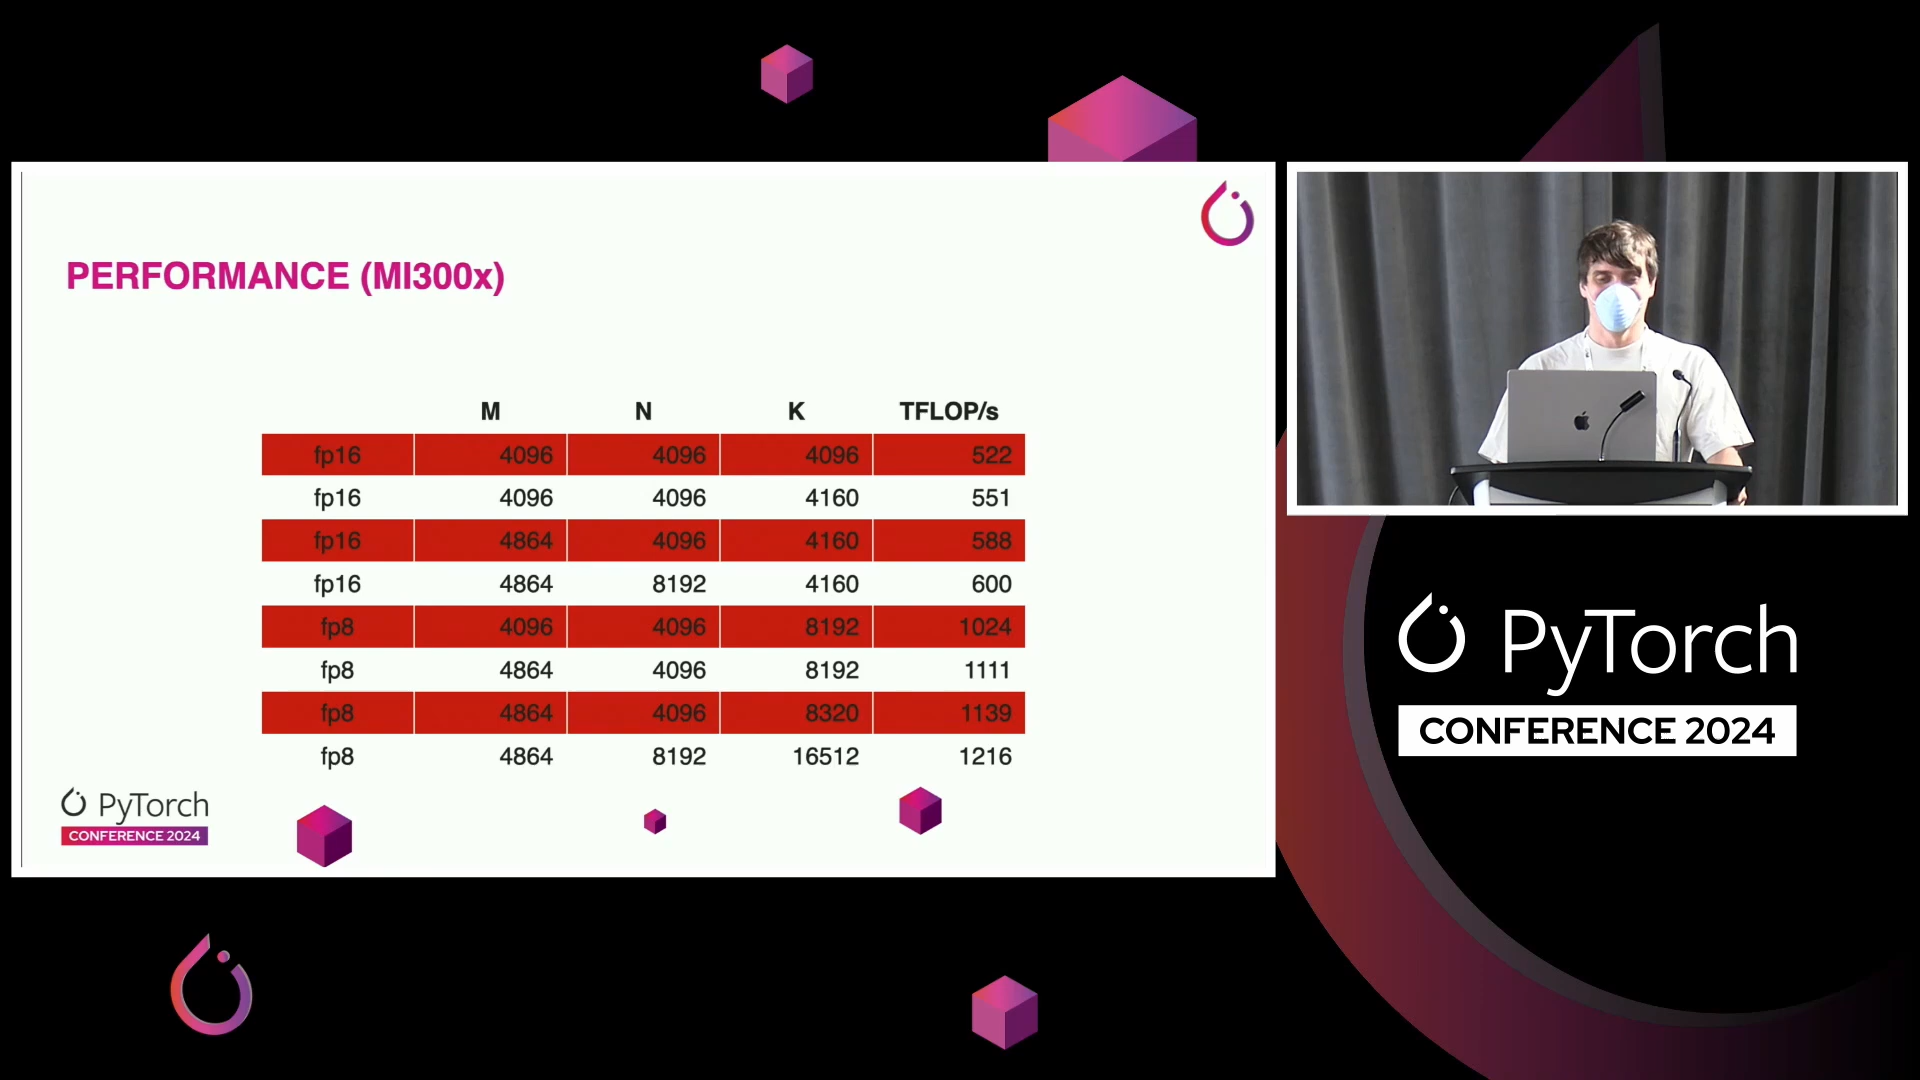 PERFORMANCE (MI300x)
M N K TFLOP/s
fp16 4096 4096 4096 522
fp16 4096 4096 4160 551
fp16 4864 4096 4160 588
fp16 4864 8192 4160 600
fp8 4096 4096 8192 1024
fp8 4864 4096 8192 1111
fp8 4864 4096 8320 1139
fp8 4864 8192 16512 1216
PyTorch
CONFERENCE 2024
PyTorch
CONFERENCE 2024